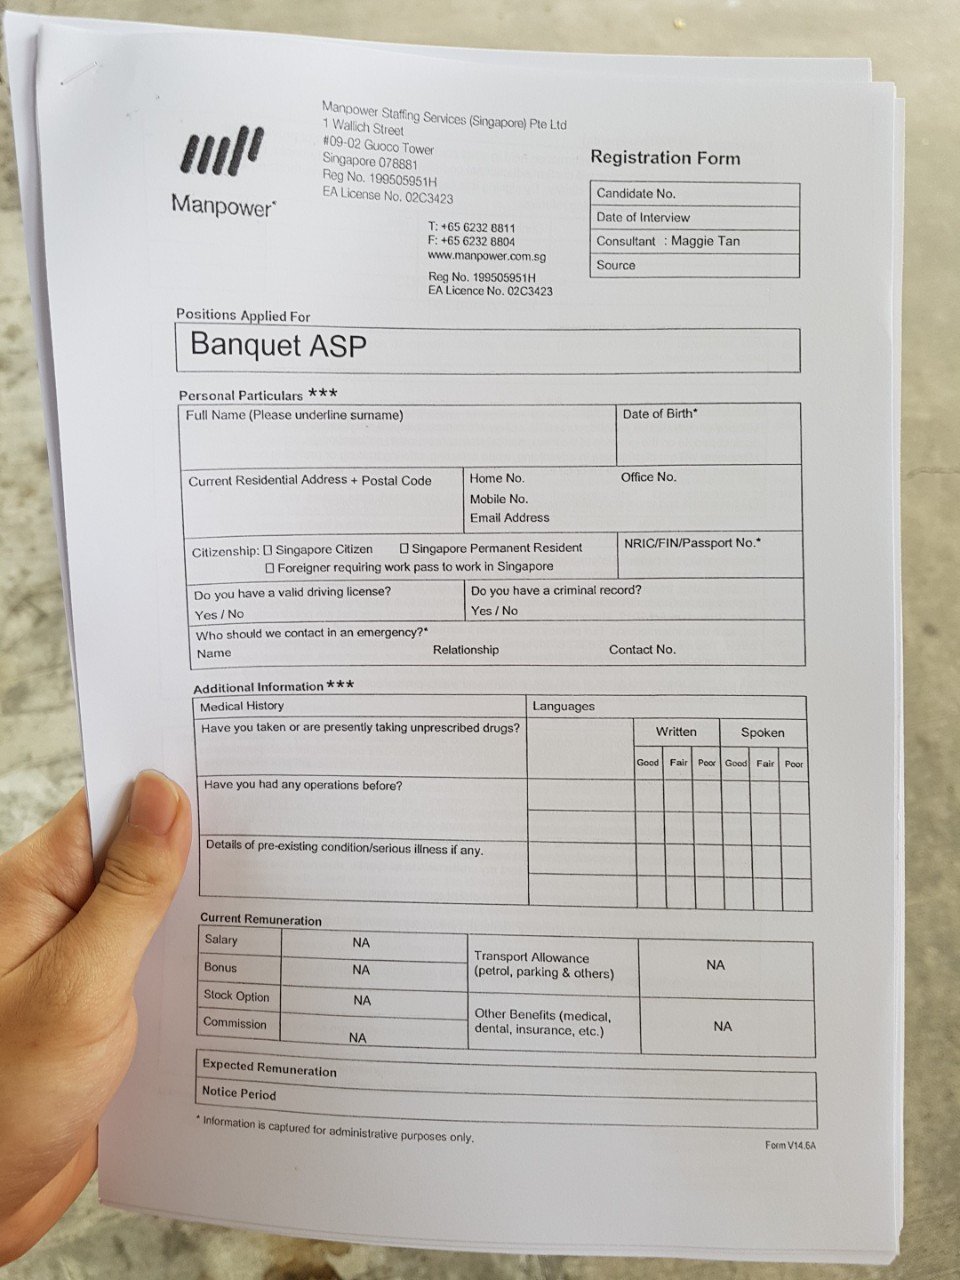 Manpower
Manpower Staffing Services (Singapore) Pte Ltd
1 Wallich Street
#09-02 Guoco Tower
Singapore 078881
Reg No. 199505951H
EA License No. 02C3423
T: +65 6232 8811
F: +65 6232 8804
www.manpower.com.sg
Reg No. 199505951H
EA Licence No. 02C3423
Registration Form
Candidate No.
Date of Interview
Consultant : Maggie Tan
Source
Positions Applied For
Banquet ASP
Personal Particulars ***
Full Name (Please underline surname)
Date of Birth*
Current Residential Address + Postal Code
Home No.
Office No.
Mobile No.
Email Address
Citizenship: ☐ Singapore Citizen ☐ Singapore Permanent Resident
☐ Foreigner requiring work pass to work in Singapore
NRIC/FIN/Passport No.*
Do you have a valid driving license?
Yes / No
Do you have a criminal record?
Yes / No
Who should we contact in an emergency?*
Name Relationship Contact No.
Additional Information ***
Medical History
Languages
Have you taken or are presently taking unprescribed drugs?
Written Spoken
Good Fair Poor Good Fair Poor
Have you had any operations before?
Details of pre-existing condition/serious illness if any.
Current Remuneration
Salary NA
Bonus NA
Stock Option NA
Commission NA
Transport Allowance
(petrol, parking & others)
NA
Other Benefits (medical,
dental, insurance, etc.)
NA
Expected Remuneration
Notice Period
* Information is captured for administrative purposes only.
Form V14.6A